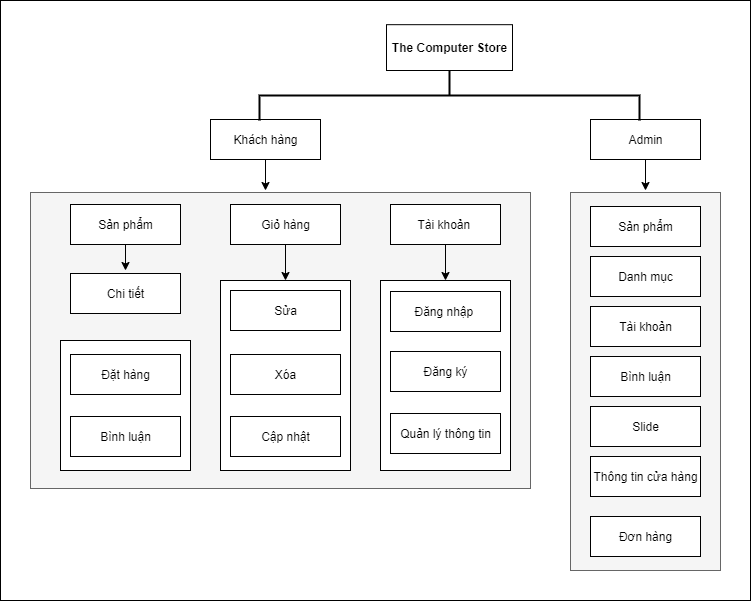 The Computer Store
Khách hàng
Admin
Sản phẩm
Giỏ hàng
Tài khoản
Chi tiết
Sửa
Đăng nhập
Đặt hàng
Xóa
Đăng ký
Bình luận
Cập nhật
Quản lý thông tin
Sản phẩm
Danh mục
Tài khoản
Bình luận
Slide
Thông tin cửa hàng
Đơn hàng